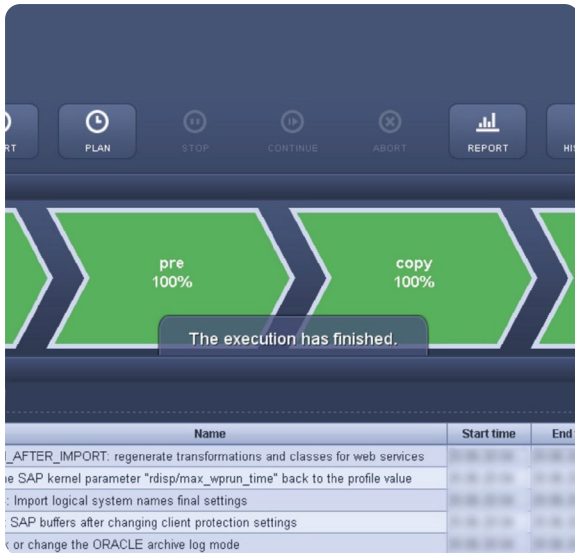 RT
PLAN
STOP
CONTINUE
ABORT
REPORT
HIS
pre
100%
copy
100%
The execution has finished.
Name
Start time
End
_AFTER_IMPORT: regenerate transformations and classes for web services
he SAP kernel parameter "rdisp/max_wprun_time" back to the profile value
: Import logical system names final settings
SAP buffers after changing client protection settings
k or change the ORACLE archive log mode